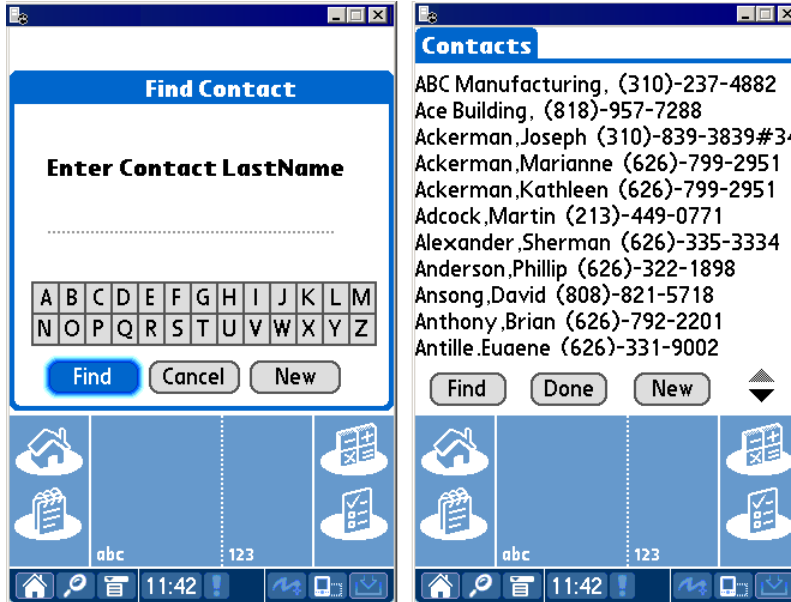 Find Contact
Enter Contact LastName
A B C D E F G H I J K L M
N O P Q R S T U V W X Y Z
Find Cancel New
abc 123
11:42
Contacts
ABC Manufacturing, (310)-237-4882
Ace Building, (818)-957-7288
Ackerman,Joseph (310)-839-3839#34
Ackerman,Marianne (626)-799-2951
Ackerman,Kathleen (626)-799-2951
Adcock,Martin (213)-449-0771
Alexander,Sherman (626)-335-3334
Anderson,Phillip (626)-322-1898
Ansong,David (808)-821-5718
Anthony,Brian (626)-792-2201
Antille,Eugene (626)-331-9002
Find Done New
abc 123
11:42